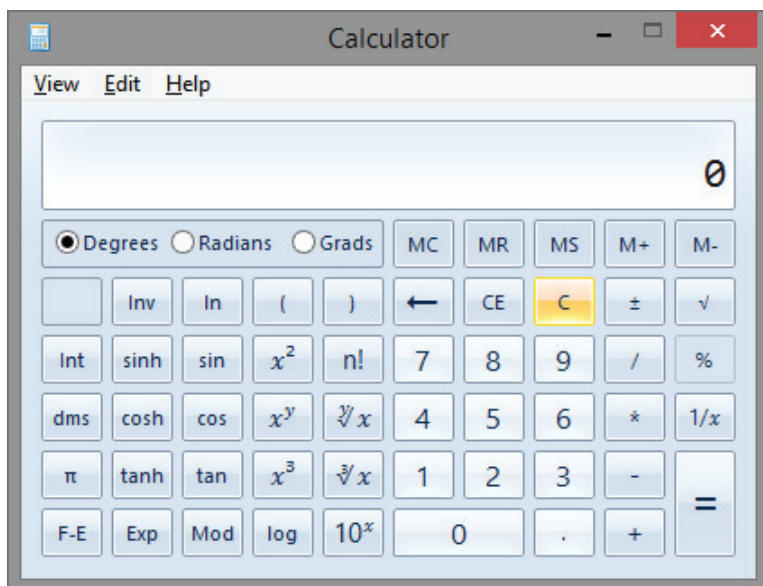 Calculator
View Edit Help
0
Degrees Radians Grads MC MR MS M+ M-
Inv In ( ) ← CE C ± √
Int sinh sin x² n! 7 8 9 / %
dms cosh cos xʸ ʸ√x 4 5 6 * 1/x
π tanh tan x³ ³√x 1 2 3 - =
F-E Exp Mod log 10ˣ 0 . +